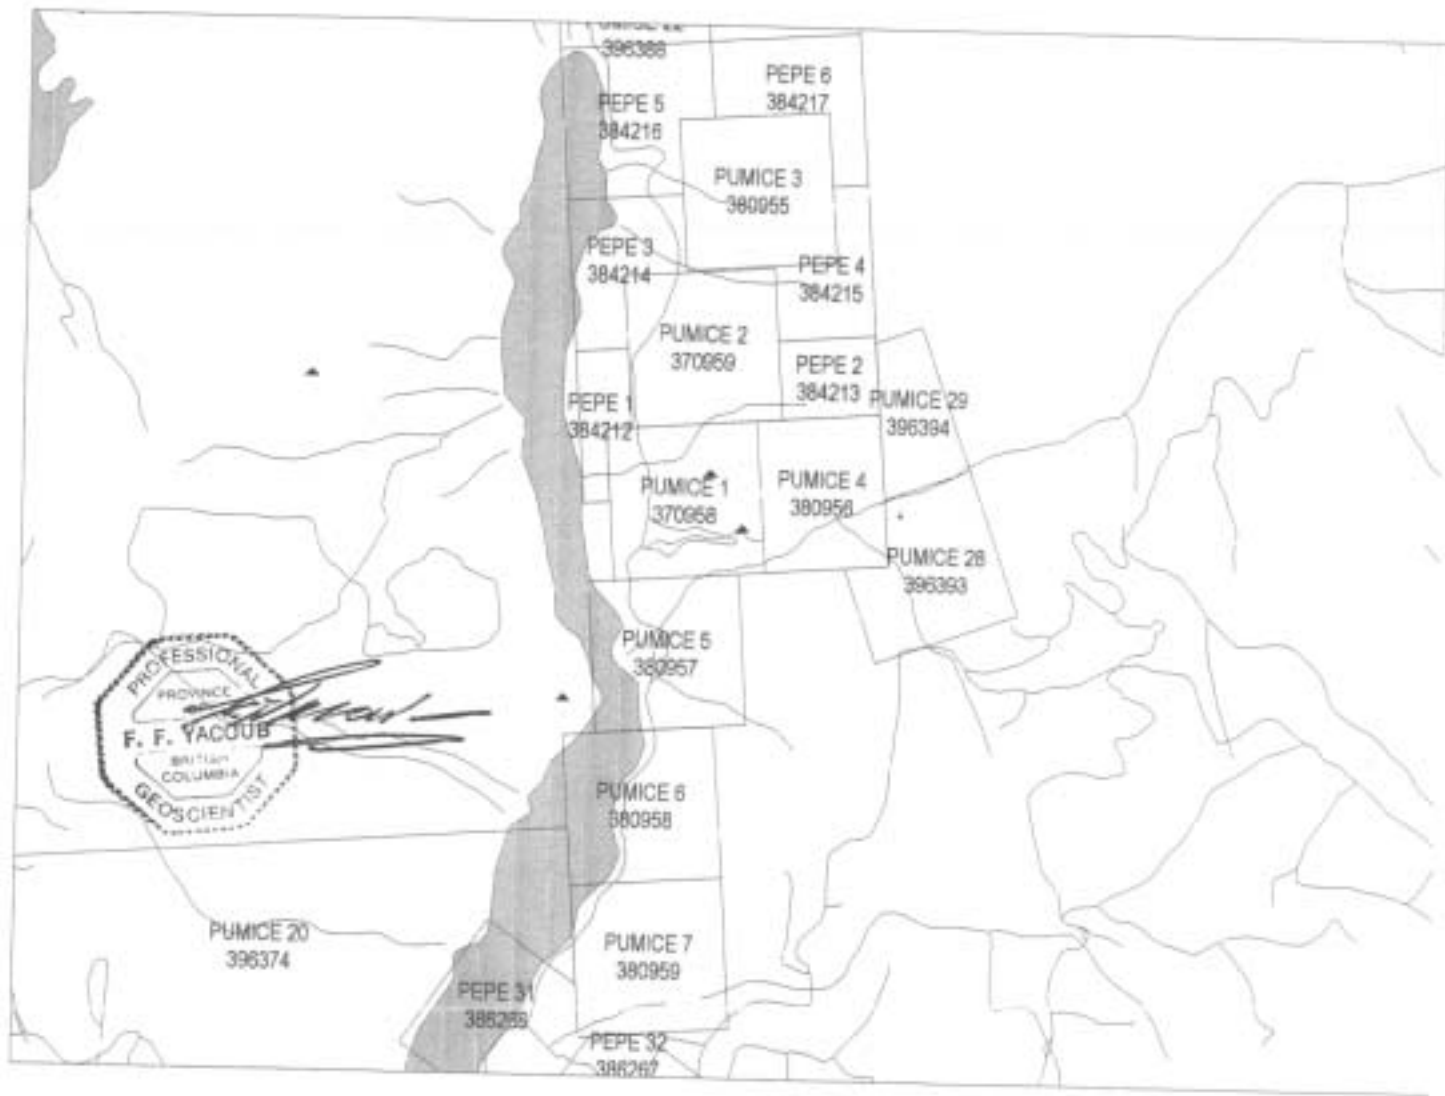 396388
PEPE 6
384217
PEPE 5
384216
PUMICE 3
380955
PEPE 3
384214
PEPE 4
384215
PUMICE 2
370959
PEPE 2
384213
PUMICE 29
396394
PEPE 1
384212
PUMICE 1
370958
PUMICE 4
380956
PUMICE 28
396393
PUMICE 5
380957
PROFESSIONAL
PROVINCE
F. F. YACOUB
BRITISH
COLUMBIA
GEOSCIENTIST
PUMICE 6
380958
PUMICE 20
396374
PUMICE 7
380959
PEPE 31
PEPE 32
386267